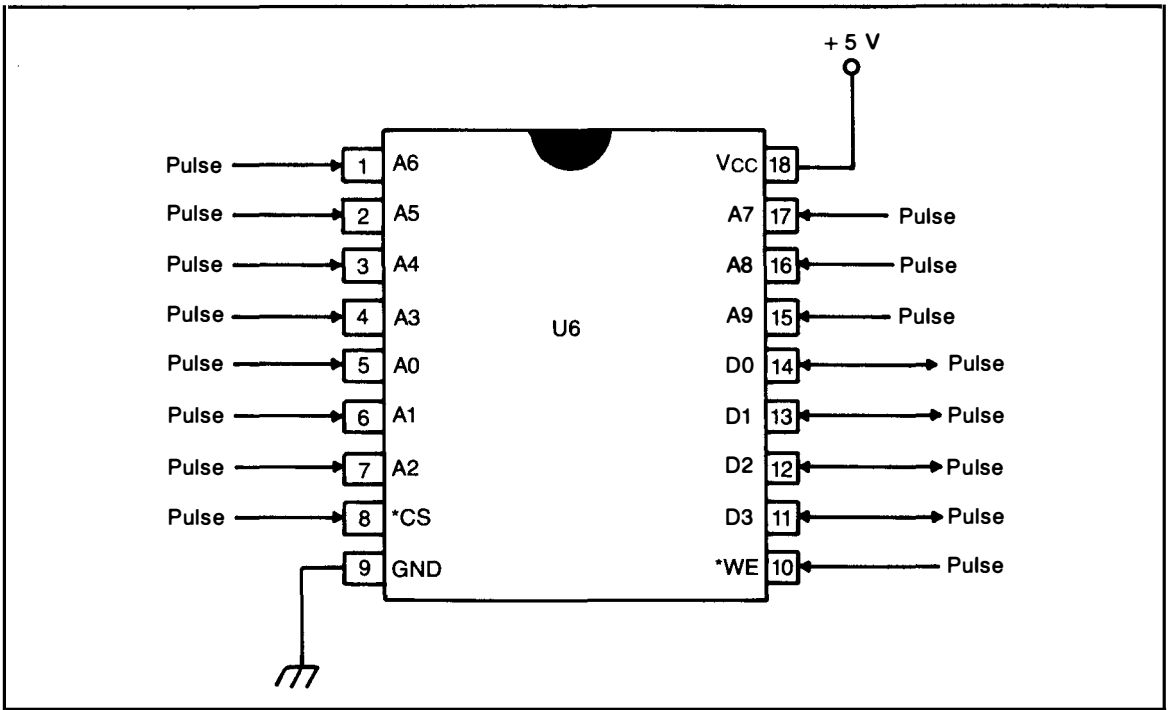 + 5 V
Pulse 1 A6 VCC 18
Pulse 2 A5 A7 17 Pulse
Pulse 3 A4 A8 16 Pulse
Pulse 4 A3 A9 15 Pulse
U6
Pulse 5 A0 D0 14 Pulse
Pulse 6 A1 D1 13 Pulse
Pulse 7 A2 D2 12 Pulse
Pulse 8 *CS D3 11 Pulse
9 GND *WE 10 Pulse